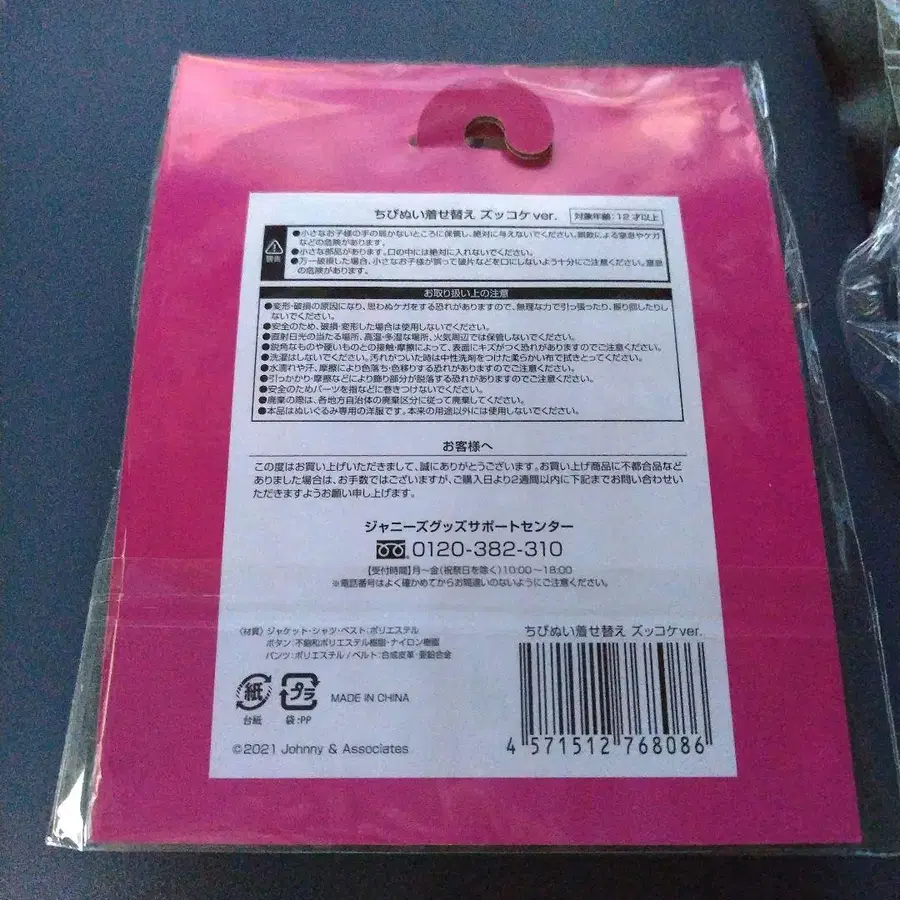 ちびぬい着せ替え ズッコケver.
対象年齢:12才以上
警告
●小さなお子様の手の届かないところに保管し、絶対に与えないでください。誤飲による窒息やケガ
などの危険があります。
●小さな部品があります。口の中には絶対に入れないでください。
●万一破損した場合、小さなお子様が誤って破片などを口にしないよう十分にご注意ください。窒息
の危険があります。
お取り扱い上の注意
●変形・破損の原因になり、思わぬケガをする恐れがありますので、無理な力で引っ張ったり、振り回したりし
ないでください。
●安全のため、破損・変形した場合は使用しないでください。
●直射日光の当たる場所、高温・多湿な場所、火気周辺では保管しないでください。
●鋭角なものや硬いものとの接触・摩擦によって、表面にキズがつく恐れがありますのでご注意ください。
●洗濯はしないでください。汚れがついた時は中性洗剤をつけた柔らかい布で拭きとってください。
●水濡れや汗、摩擦により色落ち・色移りする恐れがありますのでご注意ください。
●引っかかり・摩擦などにより飾り部分が脱落する恐れがありますのでご注意ください。
●安全のためパーツを指などに巻きつけないでください。
●廃棄の際は、各地方自治体の廃棄区分に従って廃棄してください。
●本品はぬいぐるみ専用の洋服です。本来の用途以外には使用しないでください。
お客様へ
この度はお買い上げいただきまして、誠にありがとうございます。お買い上げ商品に不都合品など
ありました場合は、お手数ではございますが、ご購入日より2週間以内に下記までお問い合わせい
ただきますようお願い申し上げます。
ジャニーズグッズサポートセンター
0120-382-310
【受付時間】月〜金(祝祭日を除く)10:00〜18:00
※電話番号はよく確かめてからお間違いのないようにご注意ください。
〈材質〉ジャケット・シャツ・ベスト:ポリエステル
ボタン:不飽和ポリエステル樹脂・ナイロン樹脂
パンツ:ポリエステル / ベルト:合成皮革・亜鉛合金
紙
台紙
プラ
袋:PP
MADE IN CHINA
©2021 Johnny & Associates
ちびぬい着せ替え ズッコケver.
4 571512 768086